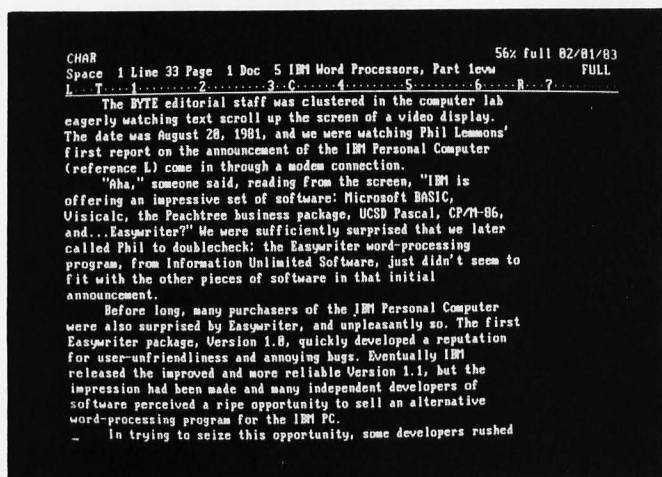 CHAR 56% full 02/01/83
Space 1 Line 33 Page 1 Doc 5 IBM Word Processors, Part 1evw FULL
L···T····1·········2·········3·C·······4·········5·········6·····R···7·········
The BYTE editorial staff was clustered in the computer lab
eagerly watching text scroll up the screen of a video display.
The date was August 20, 1981, and we were watching Phil Lemmons'
first report on the announcement of the IBM Personal Computer
(reference L) come in through a modem connection.
"Aha," someone said, reading from the screen, "IBM is
offering an impressive set of software: Microsoft BASIC,
Visicalc, the Peachtree business package, UCSD Pascal, CP/M-86,
and...Easywriter?" We were sufficiently surprised that we later
called Phil to doublecheck: the Easywriter word-processing
program, from Information Unlimited Software, just didn't seem to
fit with the other pieces of software in that initial
announcement.
Before long, many purchasers of the IBM Personal Computer
were also surprised by Easywriter, and unpleasantly so. The first
Easywriter package, Version 1.0, quickly developed a reputation
for user-unfriendliness and annoying bugs. Eventually IBM
released the improved and more reliable Version 1.1, but the
impression had been made and many independent developers of
software perceived a ripe opportunity to sell an alternative
word-processing program for the IBM PC.
In trying to seize this opportunity, some developers rushed